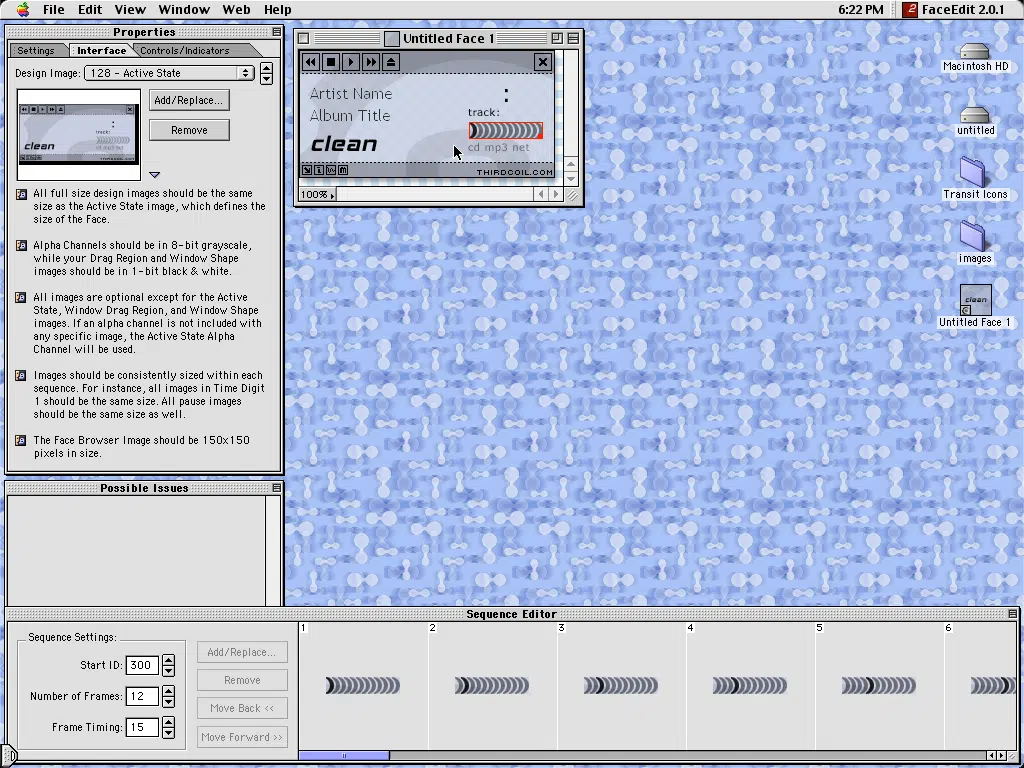 File Edit View Window Web Help
6:22 PM
FaceEdit 2.0.1
Properties
Settings Interface Controls/Indicators
Design Image: 128 - Active State
Add/Replace...
Remove
clean
track:
All full size design images should be the same
size as the Active State image, which defines the
size of the Face.
Alpha Channels should be in 8-bit grayscale,
while your Drag Region and Window Shape
images should be in 1-bit black & white.
All images are optional except for the Active
State, Window Drag Region, and Window Shape
images. If an alpha channel is not included with
any specific image, the Active State Alpha
Channel will be used.
Images should be consistently sized within each
sequence. For instance, all images in Time Digit
1 should be the same size. All pause images
should be the same size as well.
The Face Browser Image should be 150x150
pixels in size.
Untitled Face 1
Artist Name
Album Title
:
track:
clean
cd mp3 net
THIRDCOIL.COM
100%
Macintosh HD
untitled
Transit Icons
images
clean
Untitled Face 1
Possible Issues
Sequence Editor
Sequence Settings:
Start ID: 300
Number of Frames: 12
Frame Timing: 15
Add/Replace...
Remove
Move Back <<
Move Forward >>
1 2 3 4 5 6